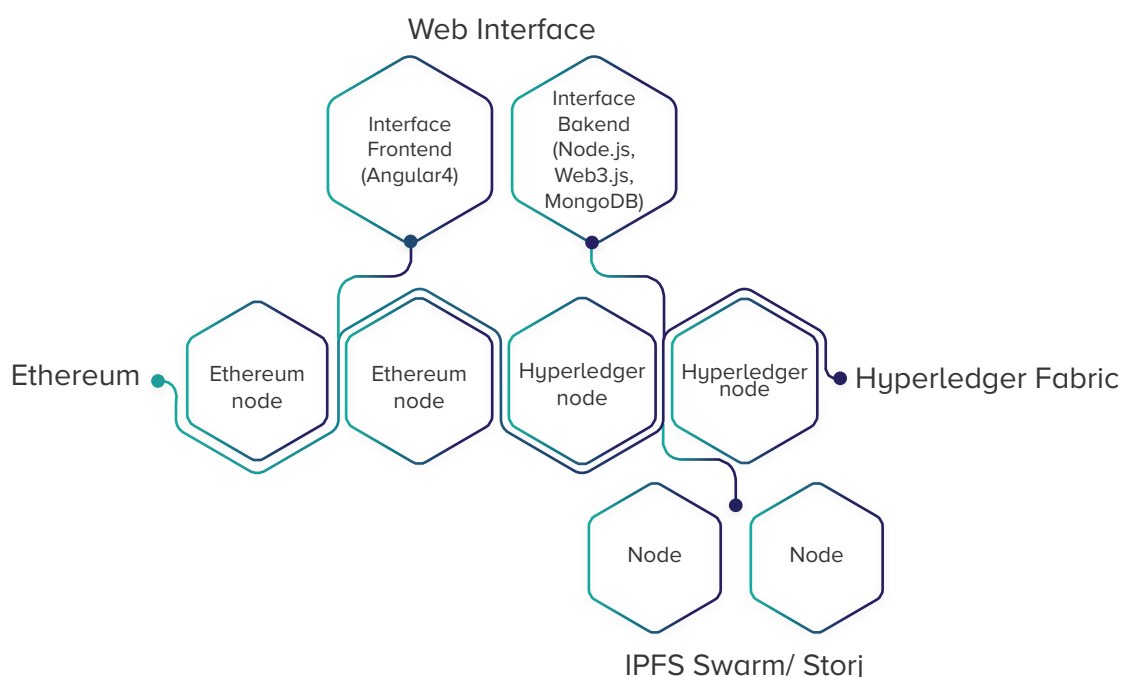 Web Interface
Interface
Frontend
(Angular4)
Interface
Bakend
(Node.js,
Web3.js,
MongoDB)
Ethereum
Ethereum
node
Ethereum
node
Hyperledger
node
Hyperledger
node
Hyperledger Fabric
Node
Node
IPFS Swarm/ Storj